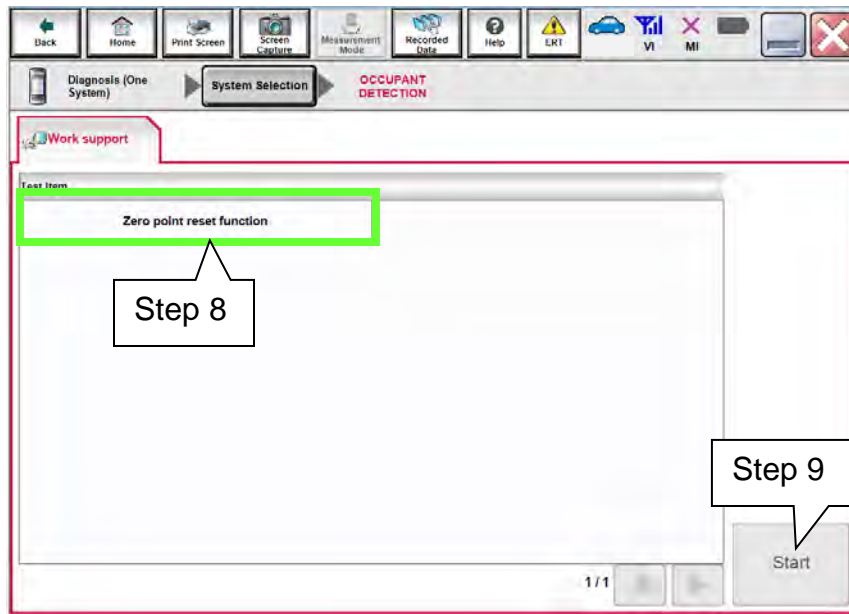 Back
Home
Print Screen
Screen
Capture
Measurement
Mode
Recorded
Data
Help
ERT
VI
MI
Diagnosis (One
System)
System Selection
OCCUPANT
DETECTION
Work support
Test Item
Zero point reset function
Step 8
Step 9
Start
1/1